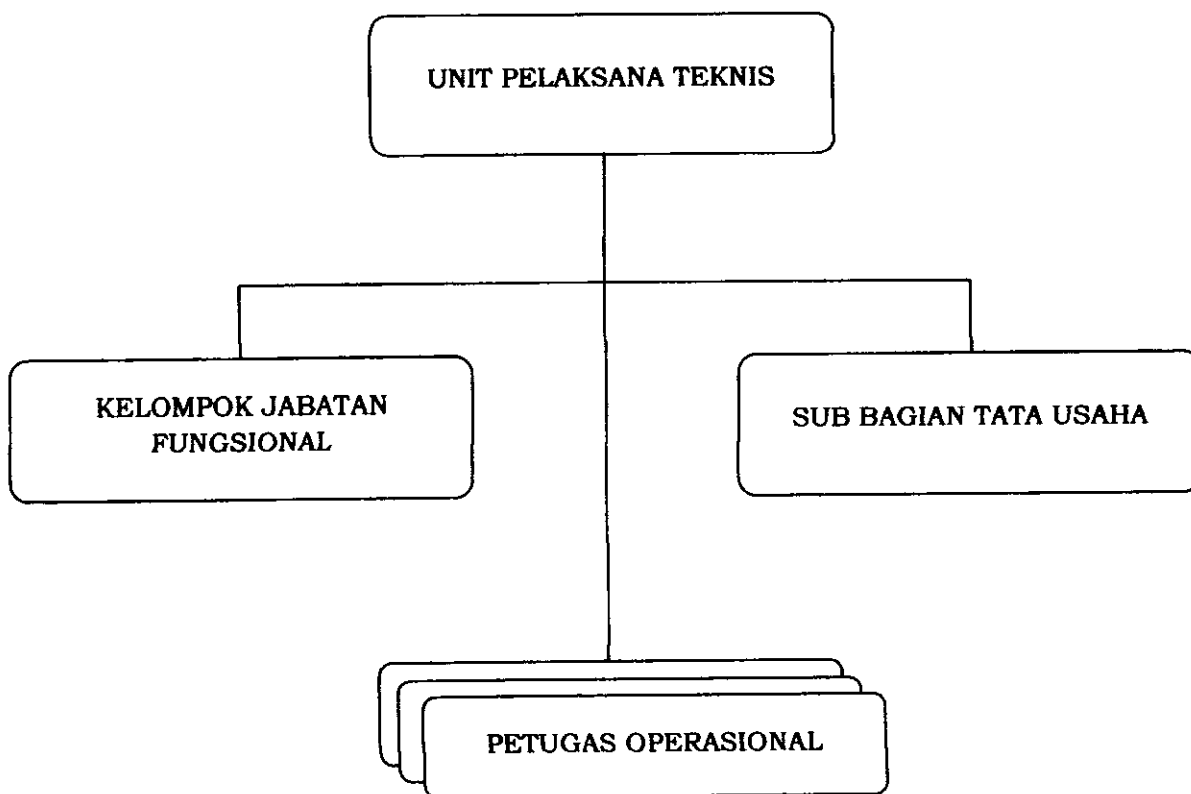 UNIT PELAKSANA TEKNIS
KELOMPOK JABATAN
FUNGSIONAL
SUB BAGIAN TATA USAHA
PETUGAS OPERASIONAL